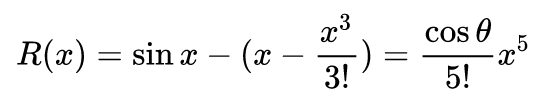 R(x) = sin x − (x − x³/3!) = cos θ/5! x⁵